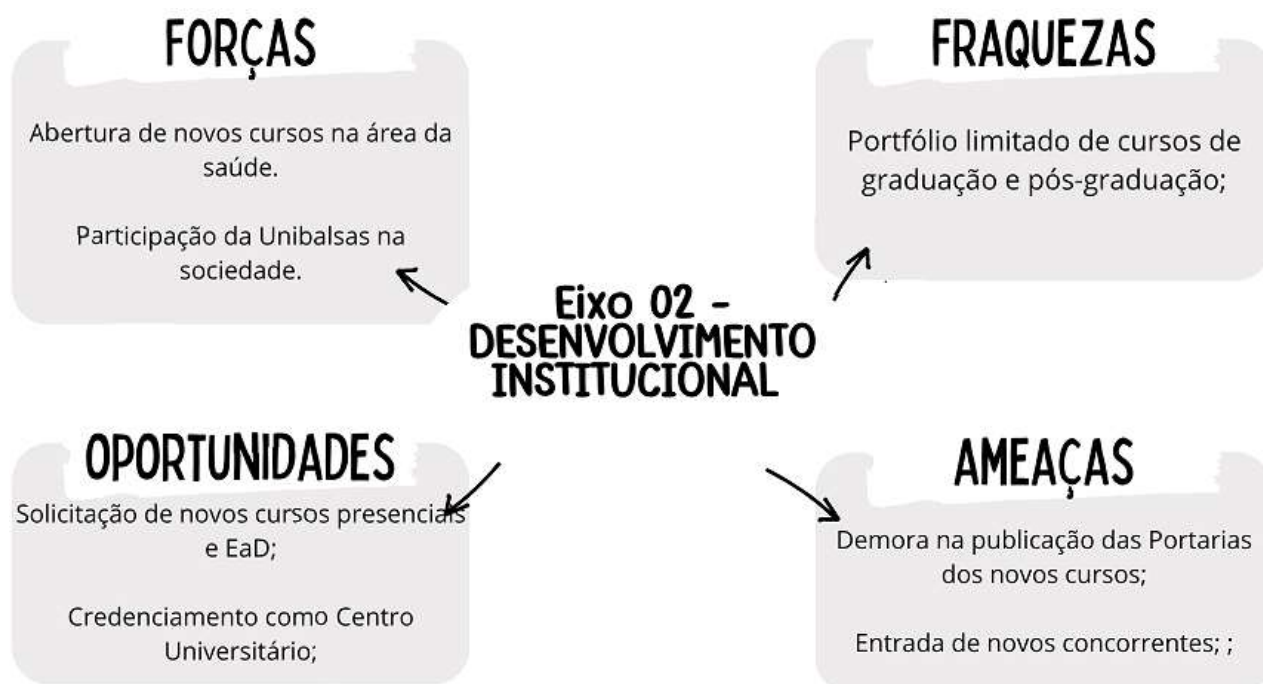 FORÇAS
Abertura de novos cursos na área da
saúde.
Participação da Unibalsas na
sociedade.
FRAQUEZAS
Portfólio limitado de cursos de
graduação e pós-graduação;
Eixo 02 -
DESENVOLVIMENTO
INSTITUCIONAL
OPORTUNIDADES
Solicitação de novos cursos presenciais
e EaD;
Credenciamento como Centro
Universitário;
AMEAÇAS
Demora na publicação das Portarias
dos novos cursos;
Entrada de novos concorrentes; ;